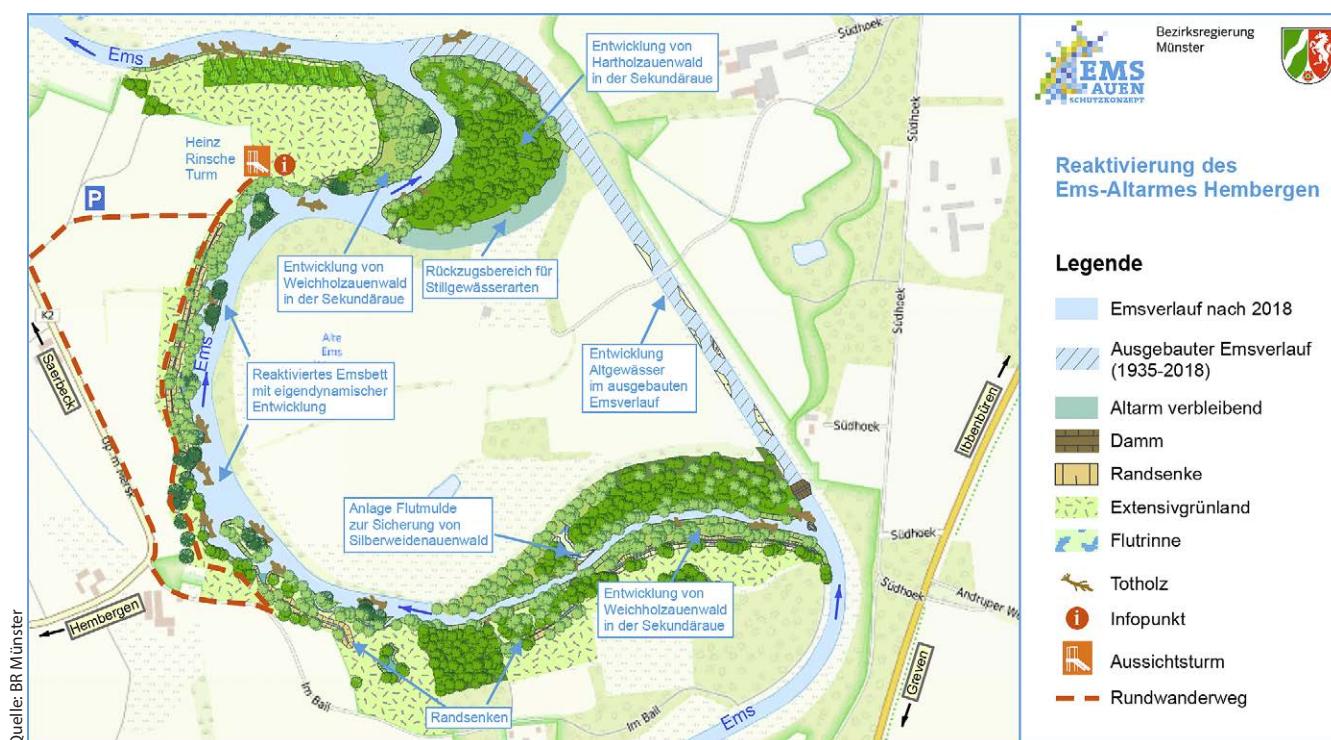 Ems
Südhoek
Entwicklung von
Hartholzauenwald
in der Sekundäraue
Südhoek
Heinz
Rinsche
Turm
i
P
Entwicklung von
Weichholzauenwald
in der Sekundäraue
Rückzugsbereich für
Stillgewässerarten
Südhoek
K2
Saerbeck
Ems
Alte
Ems
Reaktiviertes Emsbett
mit eigendynamischer
Entwicklung
Entwicklung
Altgewässer
im ausgebauten
Emsverlauf
Südhoek
Südhoek
Ibbenbüren
Anlage Flutmulde
zur Sicherung von
Silberweidenauenwald
Südhoek
Südhoek
Hembergen
Entwicklung von
Weichholzauenwald
in der Sekundäraue
Greven
Im Bail
Randsenken
Im Bail
Ems
Quelle: BR Münster
EMS
AUEN
SCHUTZKONZEPT
Bezirksregierung
Münster
Reaktivierung des
Ems-Altarmes Hembergen
Legende
Emsverlauf nach 2018
Ausgebauter Emsverlauf
(1935-2018)
Altarm verbleibend
Damm
Randsenke
Extensivgrünland
Flutrinne
Totholz
i
Infopunkt
Aussichtsturm
Rundwanderweg